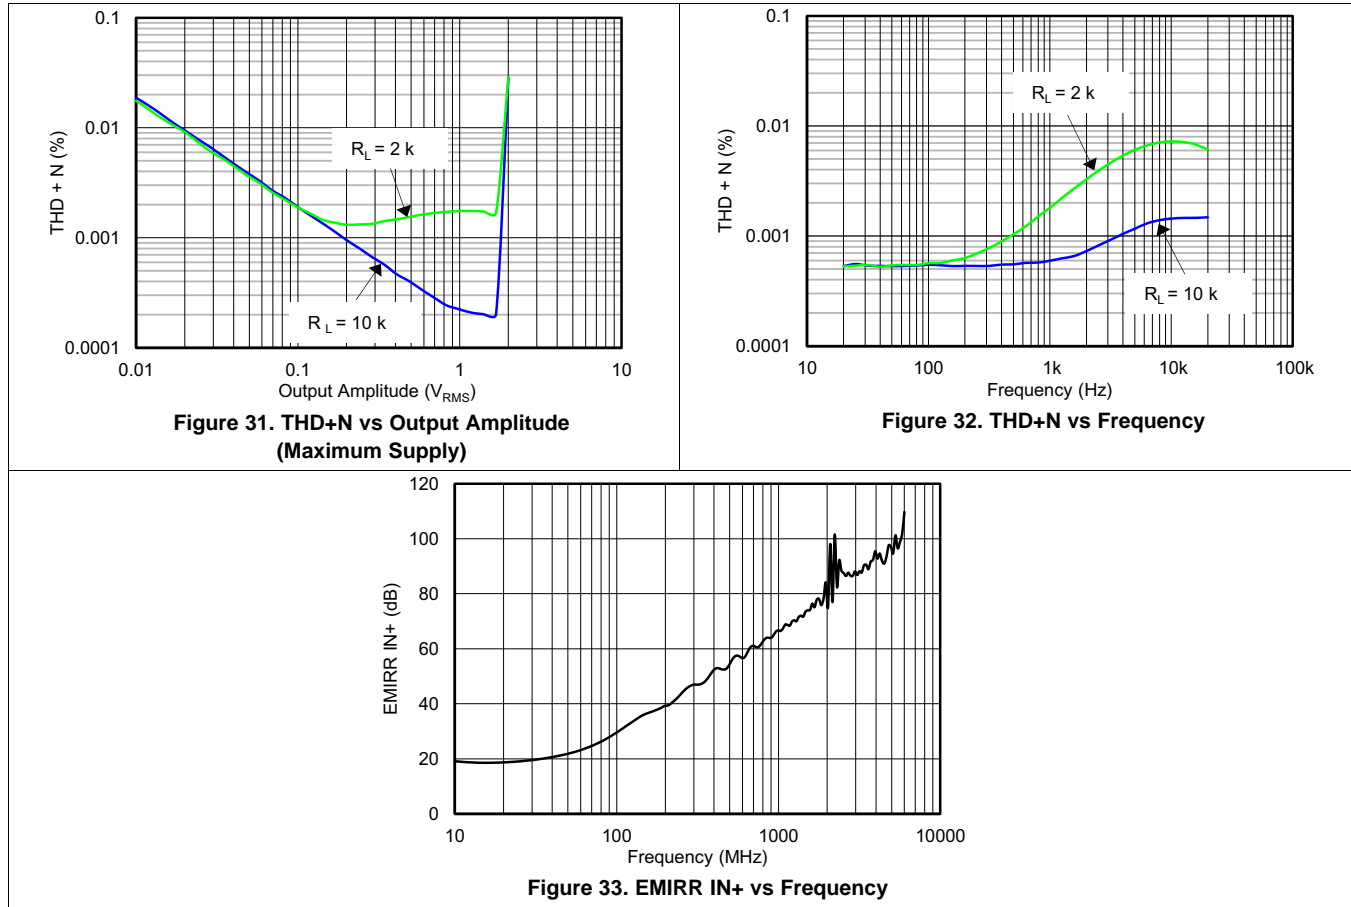 0.1
0.01
0.001
0.0001
THD + N (%)
R_L = 2 k
R_L = 10 k
0.01 0.1 1 10
Output Amplitude (V_RMS)
Figure 31. THD+N vs Output Amplitude
(Maximum Supply)
0.1
0.01
0.001
0.0001
THD + N (%)
R_L = 2 k
R_L = 10 k
10 100 1k 10k 100k
Frequency (Hz)
Figure 32. THD+N vs Frequency
120
100
80
60
40
20
0
EMIRR IN+ (dB)
10 100 1000 10000
Frequency (MHz)
Figure 33. EMIRR IN+ vs Frequency